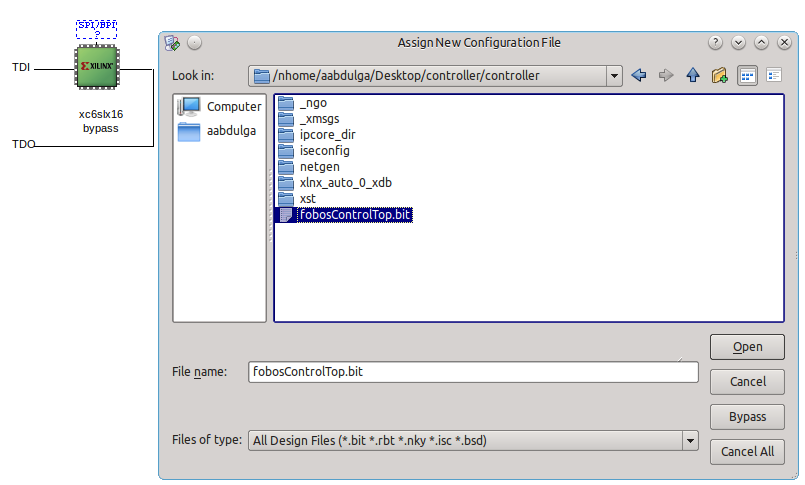 SPI/BPI
?
TDI
XILINX
xc6slx16
bypass
TDO
Assign New Configuration File
Look in:
/nhome/aabdulga/Desktop/controller/controller
Computer
aabdulga
_ngo
_xmsgs
ipcore_dir
iseconfig
netgen
xlnx_auto_0_xdb
xst
fobosControlTop.bit
File name:
fobosControlTop.bit
Files of type:
All Design Files (*.bit *.rbt *.nky *.isc *.bsd)
Open
Cancel
Bypass
Cancel All